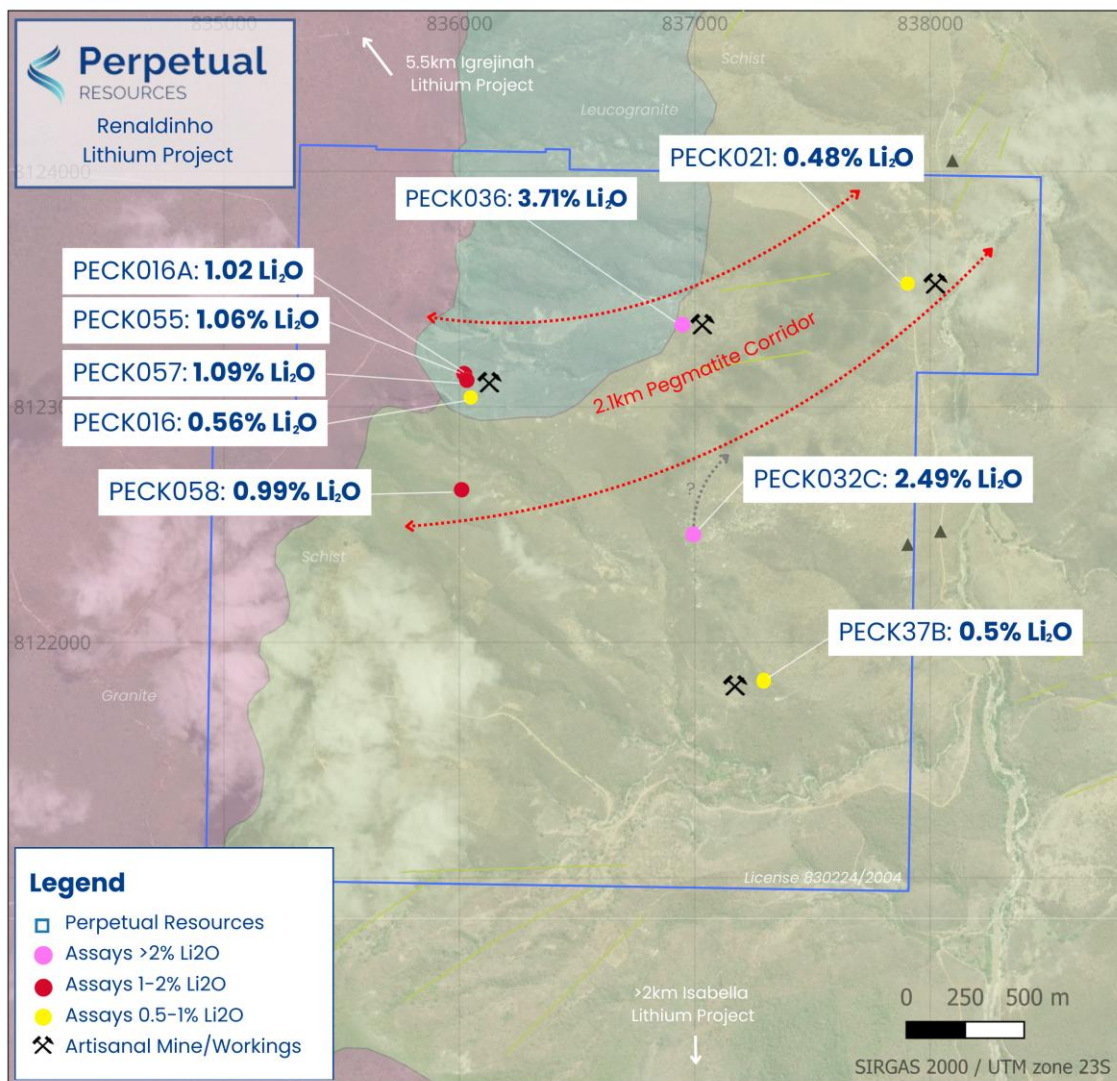 835000
836000
837000
838000
Perpetual
RESOURCES
Renaldinho
Lithium Project
5.5km Igrejinah
Lithium Project
Schist
Leucogranite
8124000
PECK021: 0.48% Li₂O
PECK036: 3.71% Li₂O
PECK016A: 1.02 Li₂O
PECK055: 1.06% Li₂O
PECK057: 1.09% Li₂O
8123000
PECK016: 0.56% Li₂O
2.1km Pegmatite Corridor
PECK058: 0.99% Li₂O
?
PECK032C: 2.49% Li₂O
Schist
8122000
PECK37B: 0.5% Li₂O
Granite
License 830224/2004
Legend
Perpetual Resources
Assays >2% Li2O
Assays 1-2% Li2O
Assays 0.5-1% Li2O
Artisanal Mine/Workings
>2km Isabella
Lithium Project
0 250 500 m
SIRGAS 2000 / UTM zone 23S